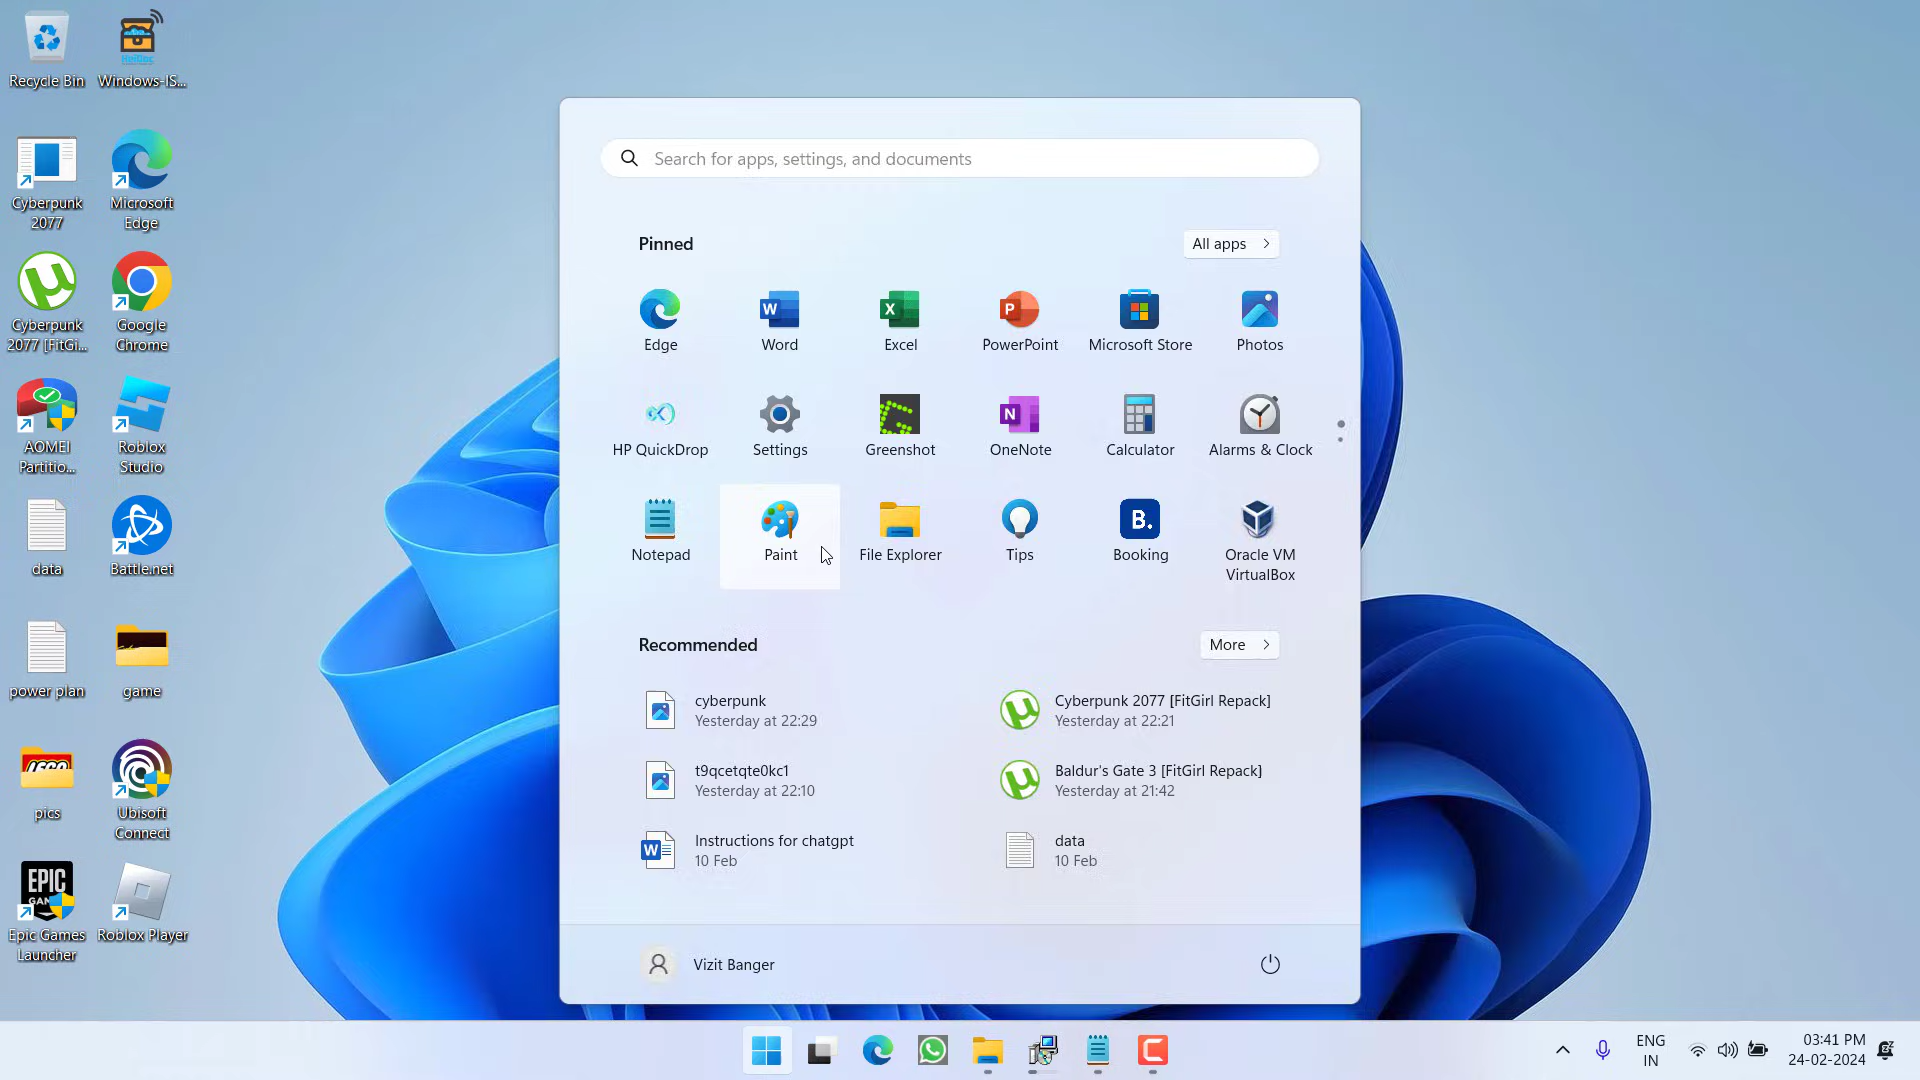 Recycle Bin
Windows-IS...
Cyberpunk
2077
Microsoft
Edge
Cyberpunk
2077 [FitGi...
Google
Chrome
AOMEI
Partitio...
Roblox
Studio
data
Battle.net
power plan
game
pics
Ubisoft
Connect
Epic Games
Launcher
Roblox Player
Search for apps, settings, and documents
Pinned
All apps
Edge
Word
Excel
PowerPoint
Microsoft Store
Photos
HP QuickDrop
Settings
Greenshot
OneNote
Calculator
Alarms & Clock
Notepad
Paint
File Explorer
Tips
B.
Booking
Oracle VM
VirtualBox
Recommended
More
cyberpunk
Yesterday at 22:29
Cyberpunk 2077 [FitGirl Repack]
Yesterday at 22:21
t9qcetqte0kc1
Yesterday at 22:10
Baldur's Gate 3 [FitGirl Repack]
Yesterday at 21:42
Instructions for chatgpt
10 Feb
data
10 Feb
Vizit Banger
ENG
IN
03:41 PM
24-02-2024